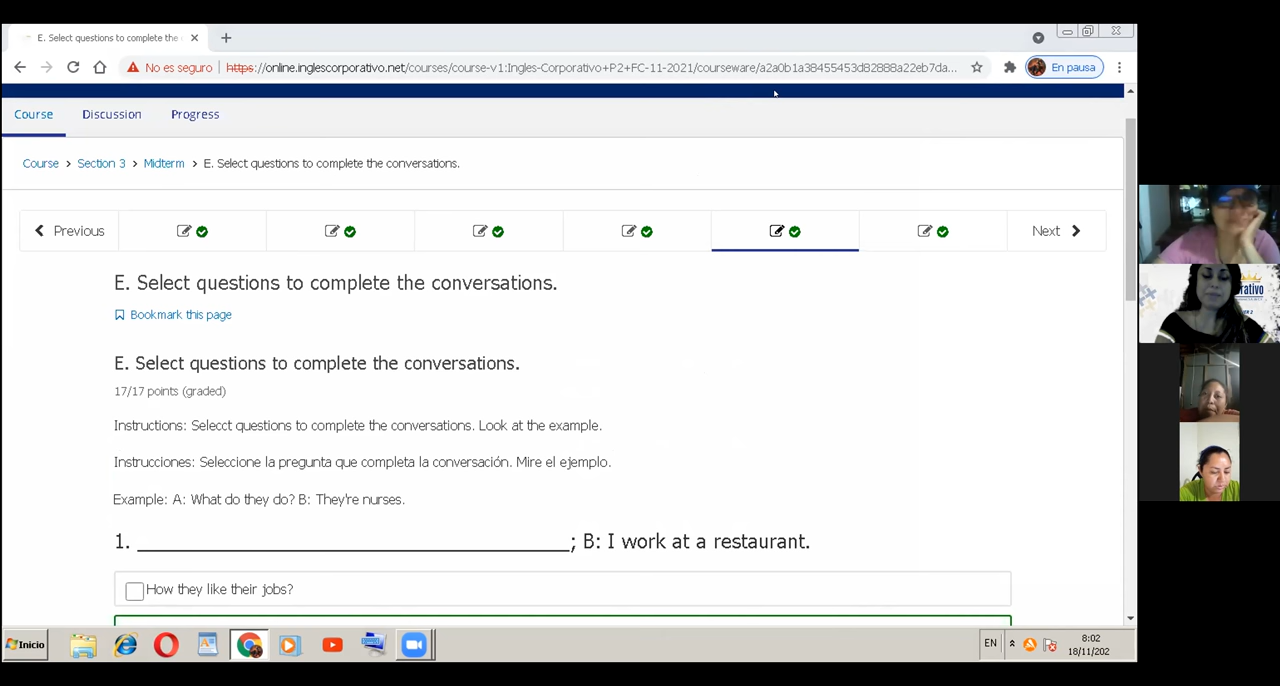 E. Select questions to complete the
No es seguro
https://online.inglescorporativo.net/courses/course-v1:Ingles-Corporativo+P2+FC-11-2021/courseware/a2a0b1a38455453d82888a22eb7da...
En pausa
Course Discussion Progress
Course > Section 3 > Midterm > E. Select questions to complete the conversations.
Previous Next
E. Select questions to complete the conversations.
Bookmark this page
E. Select questions to complete the conversations.
17/17 points (graded)
Instructions: Selecct questions to complete the conversations. Look at the example.
Instrucciones: Seleccione la pregunta que completa la conversación. Mire el ejemplo.
Example: A: What do they do? B: They're nurses.
1. ______________________________________; B: I work at a restaurant.
How they like their jobs?
Inicio
EN
8:02
18/11/202